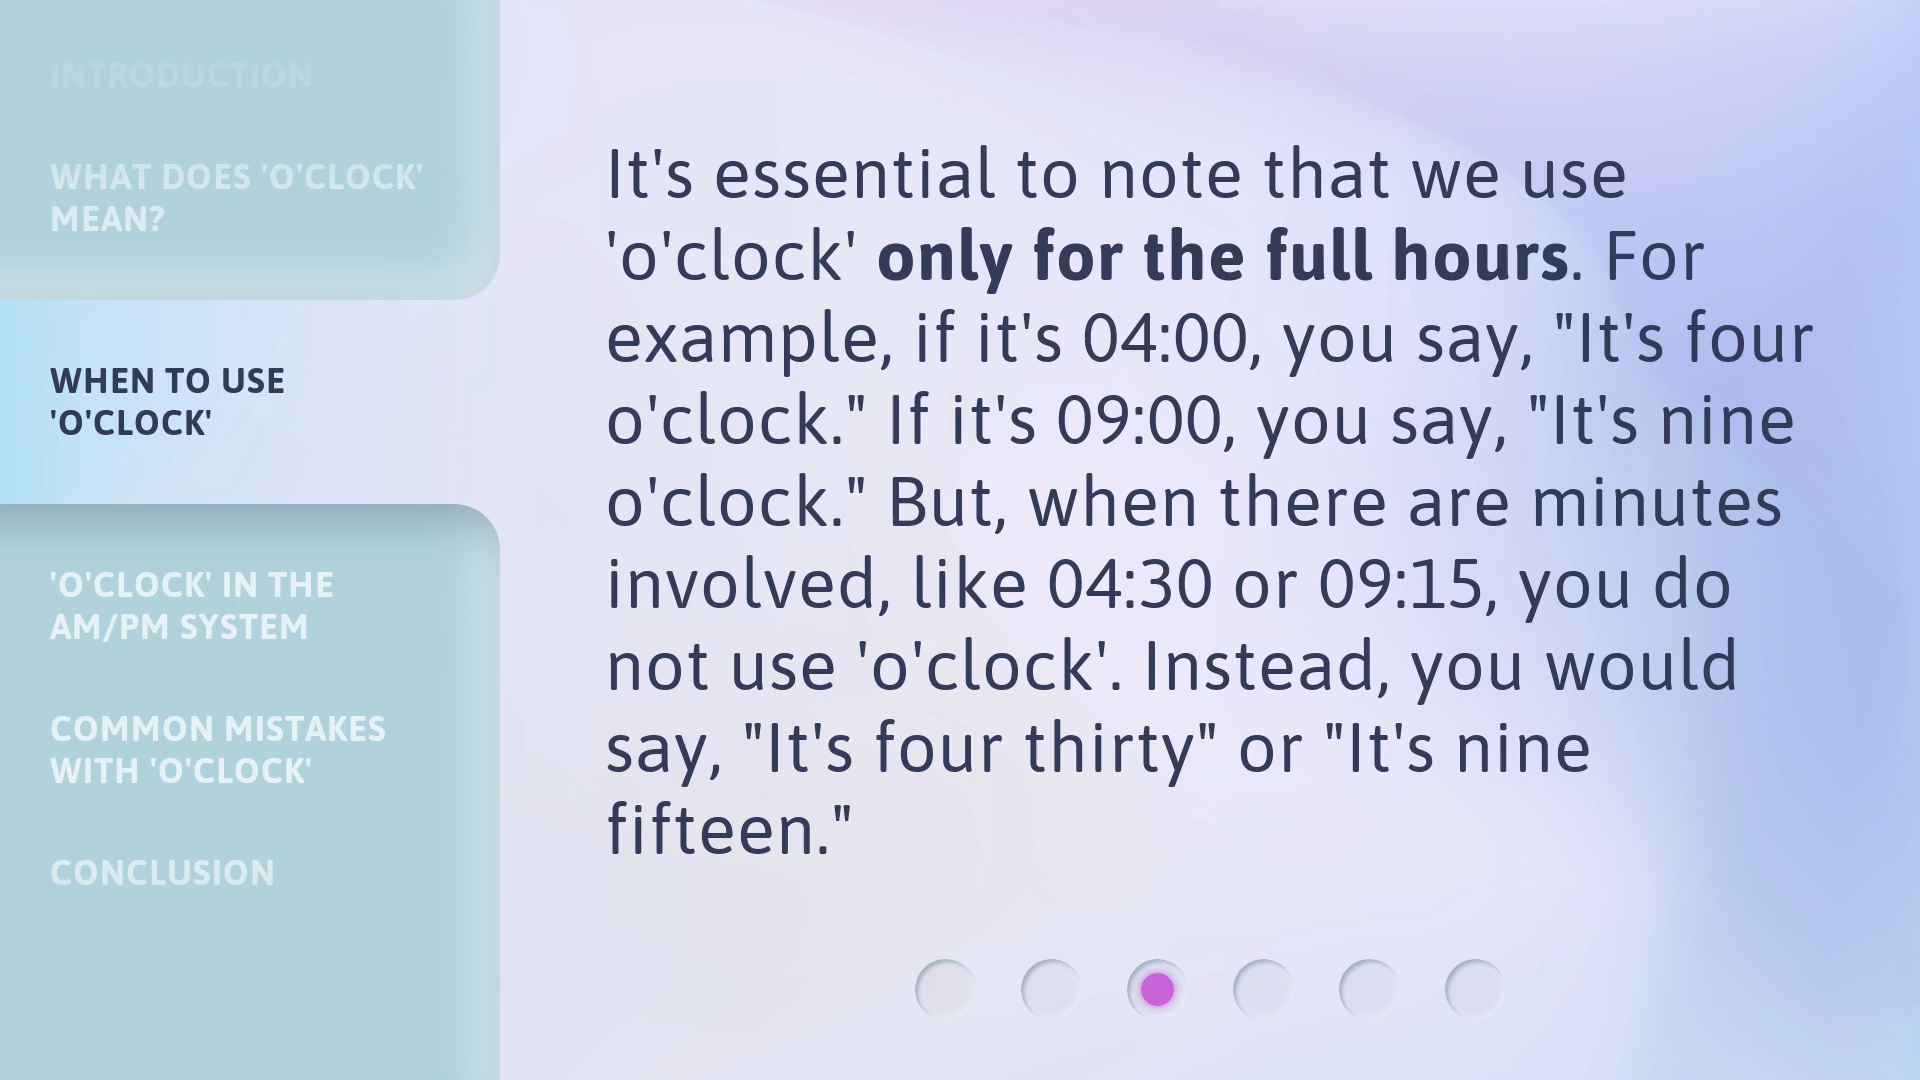 INTRODUCTION
WHAT DOES 'O'CLOCK'
MEAN?
WHEN TO USE
'O'CLOCK'
'O'CLOCK' IN THE
AM/PM SYSTEM
COMMON MISTAKES
WITH 'O'CLOCK'
CONCLUSION
It's essential to note that we use
'o'clock' only for the full hours. For
example, if it's 04:00, you say, "It's four
o'clock." If it's 09:00, you say, "It's nine
o'clock." But, when there are minutes
involved, like 04:30 or 09:15, you do
not use 'o'clock'. Instead, you would
say, "It's four thirty" or "It's nine
fifteen."